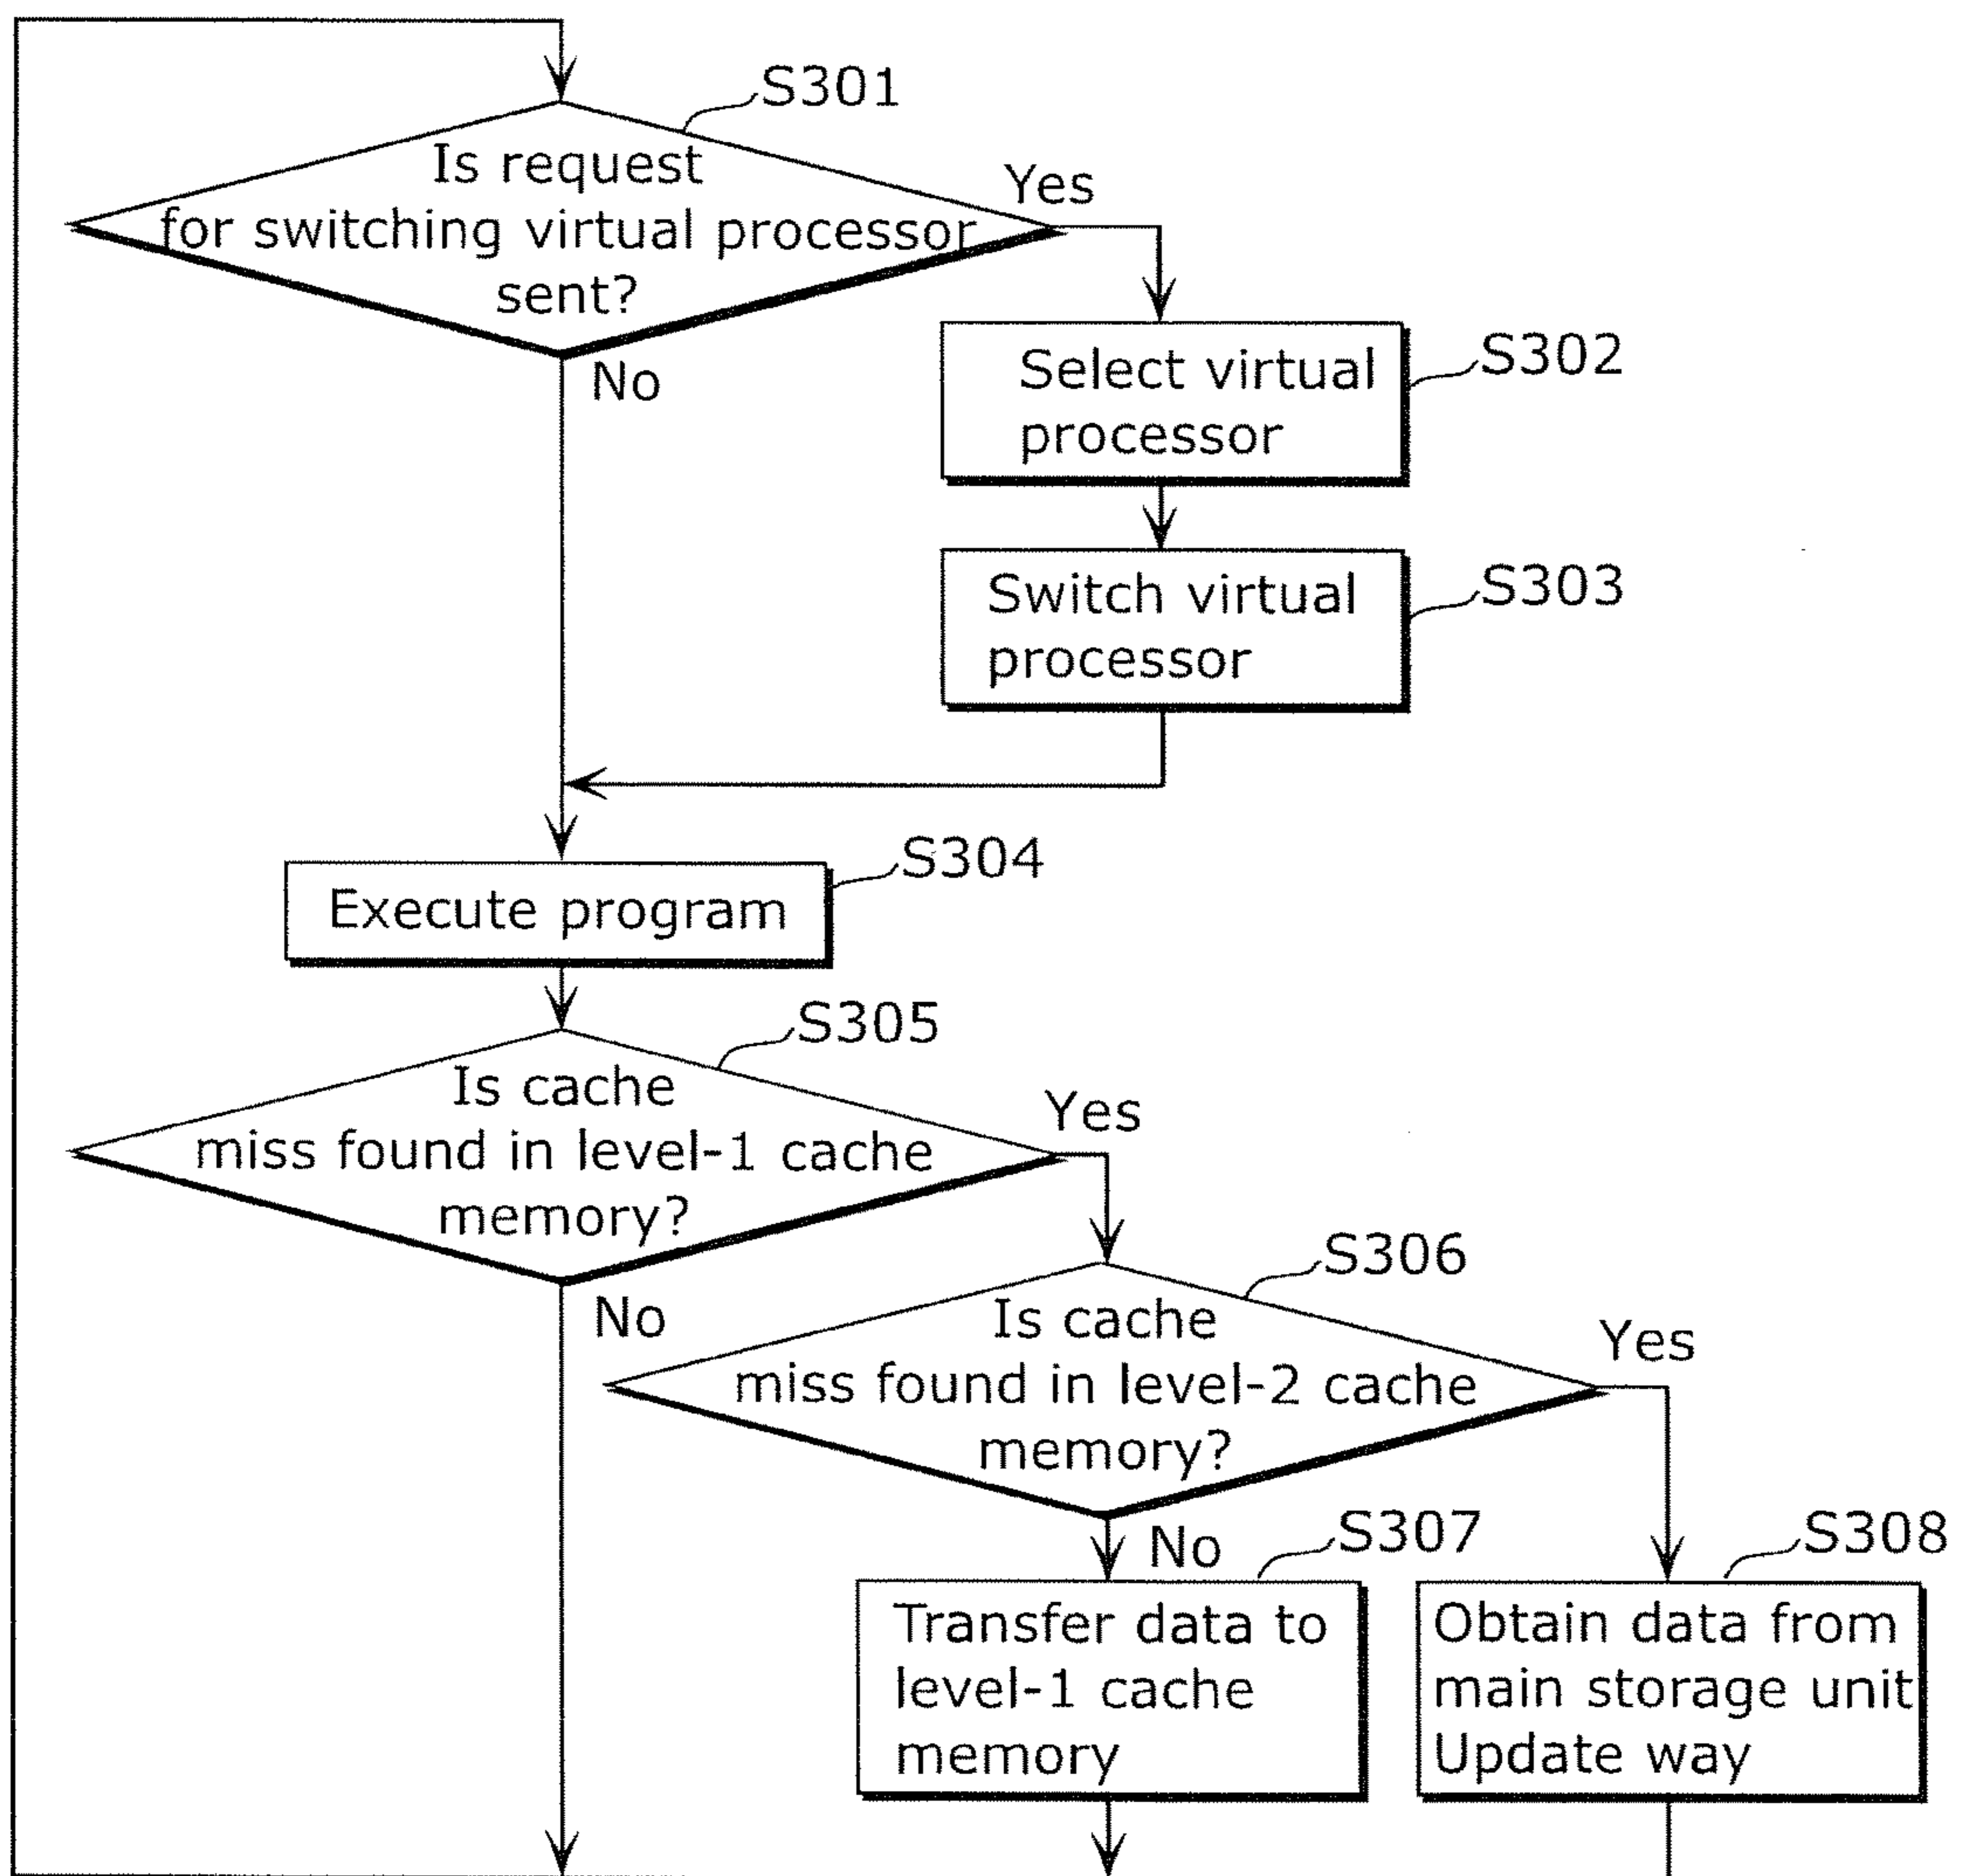 S301
Is request
for switching virtual processor
sent?
Yes
No
Select virtual
processor
S302
Switch virtual
processor
S303
S304
Execute program
S305
Is cache
miss found in level-1 cache
memory?
Yes
No
S306
Is cache
miss found in level-2 cache
memory?
Yes
No
S307
Transfer data to
level-1 cache
memory
S308
Obtain data from
main storage unit
Update way